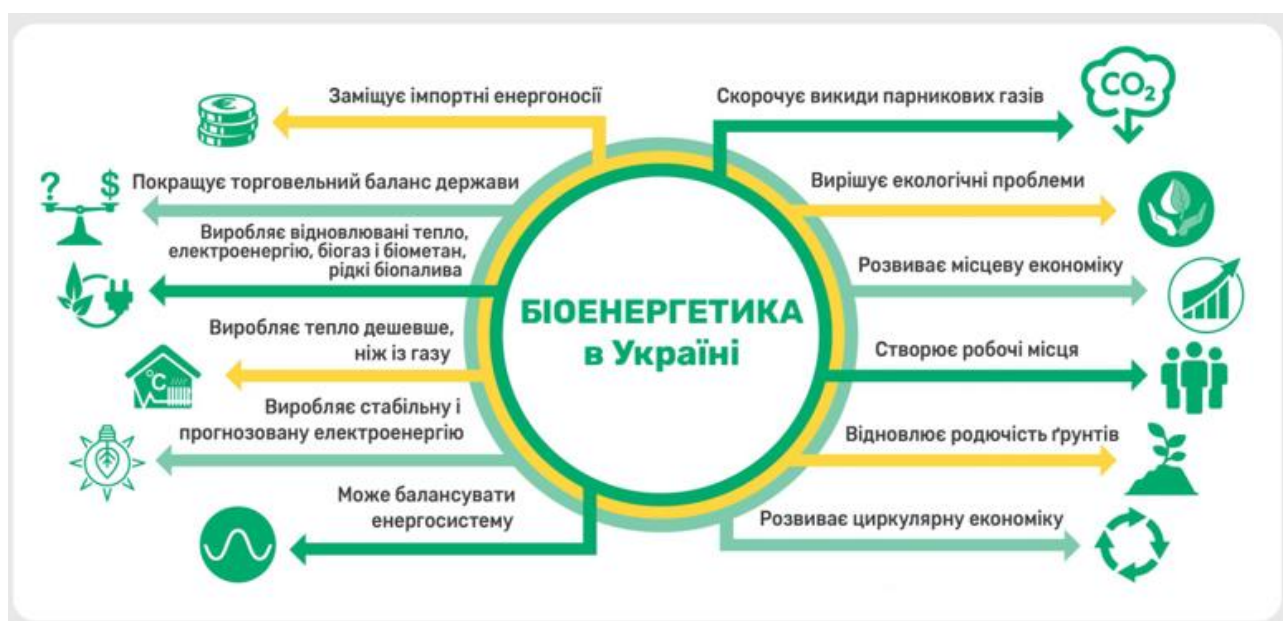 Заміщує імпортні енергоносії
Покращує торговельний баланс держави
Виробляє відновлювані тепло,
електроенергію, біогаз і біометан,
рідкі біопалива
Виробляє тепло дешевше,
ніж із газу
Виробляє стабільну і
прогнозовану електроенергію
Може балансувати
енергосистему
БІОЕНЕРГЕТИКА
в Україні
Скорочує викиди парникових газів
Вирішує екологічні проблеми
Розвиває місцеву економіку
Створює робочі місця
Відновлює родючість ґрунтів
Розвиває циркулярну економіку
€
? $
°C
CO₂